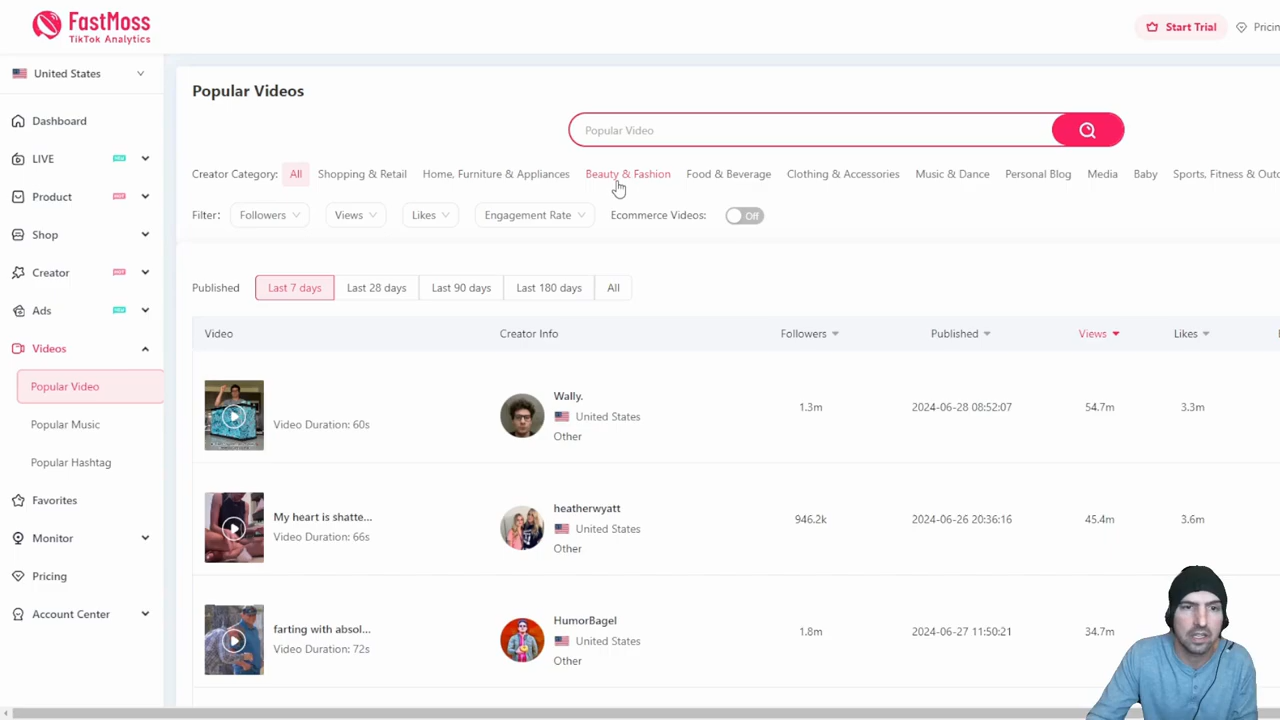 FastMoss
TikTok Analytics
Start Trial
United States
Dashboard
LIVE
Product
Shop
Creator
Ads
Videos
Popular Video
Popular Music
Popular Hashtag
Favorites
Monitor
Pricing
Account Center
Popular Videos
Popular Video
Creator Category: All Shopping & Retail Home, Furniture & Appliances Beauty & Fashion Food & Beverage Clothing & Accessories Music & Dance Personal Blog Media Baby Sports, Fitness &
Filter: Followers Views Likes Engagement Rate Ecommerce Videos: Off
Published Last 7 days Last 28 days Last 90 days Last 180 days All
Video Creator Info Followers Published Views Likes
Video Duration: 60s
Wally.
United States
Other
1.3m 2024-06-28 08:52:07 54.7m 3.3m
My heart is shatte...
Video Duration: 66s
heatherwyatt
United States
Other
946.2k 2024-06-26 20:36:16 45.4m 3.6m
farting with absol...
Video Duration: 72s
HumorBagel
United States
Other
1.8m 2024-06-27 11:50:21 34.7m